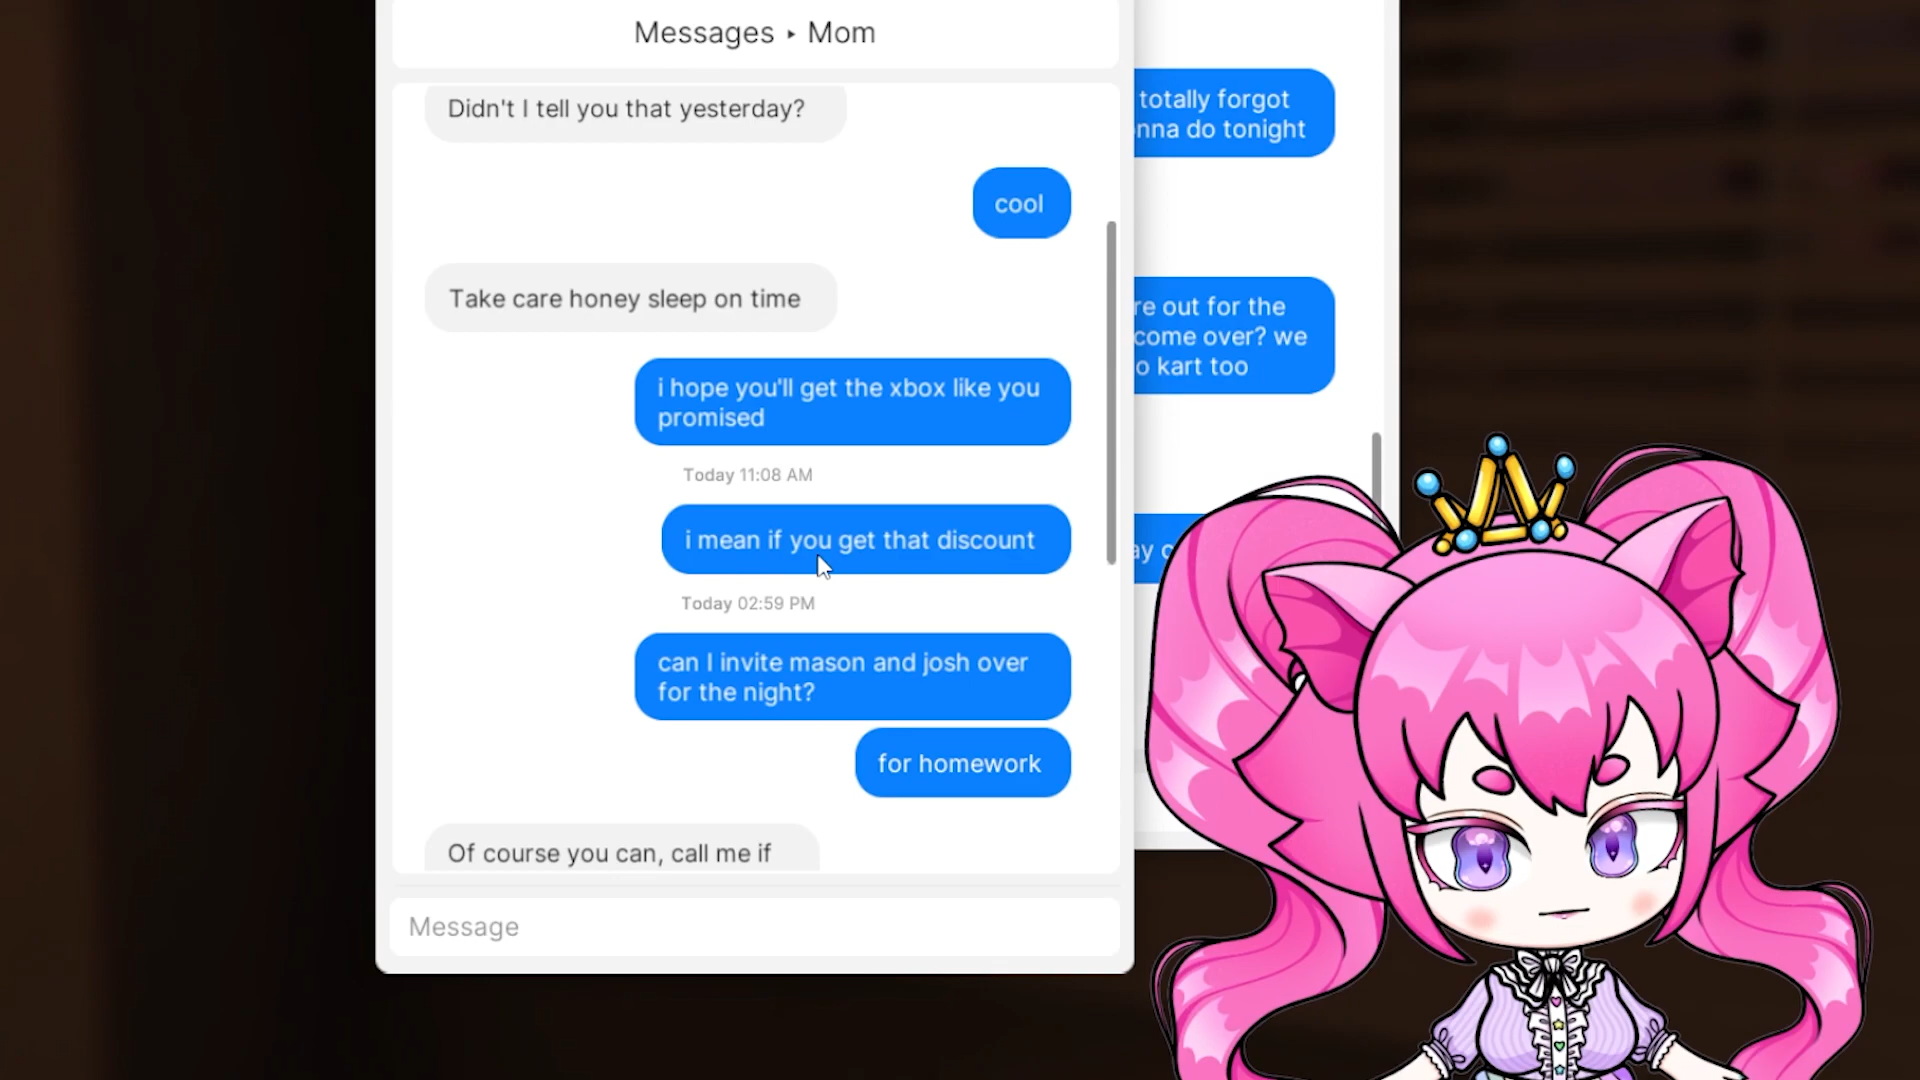 Messages ‣ Mom
Didn't I tell you that yesterday?
cool
Take care honey sleep on time
i hope you'll get the xbox like you
promised
Today 11:08 AM
i mean if you get that discount
Today 02:59 PM
can I invite mason and josh over
for the night?
for homework
Of course you can, call me if
Message
totally forgot
nna do tonight
re out for the
come over? we
o kart too
ay